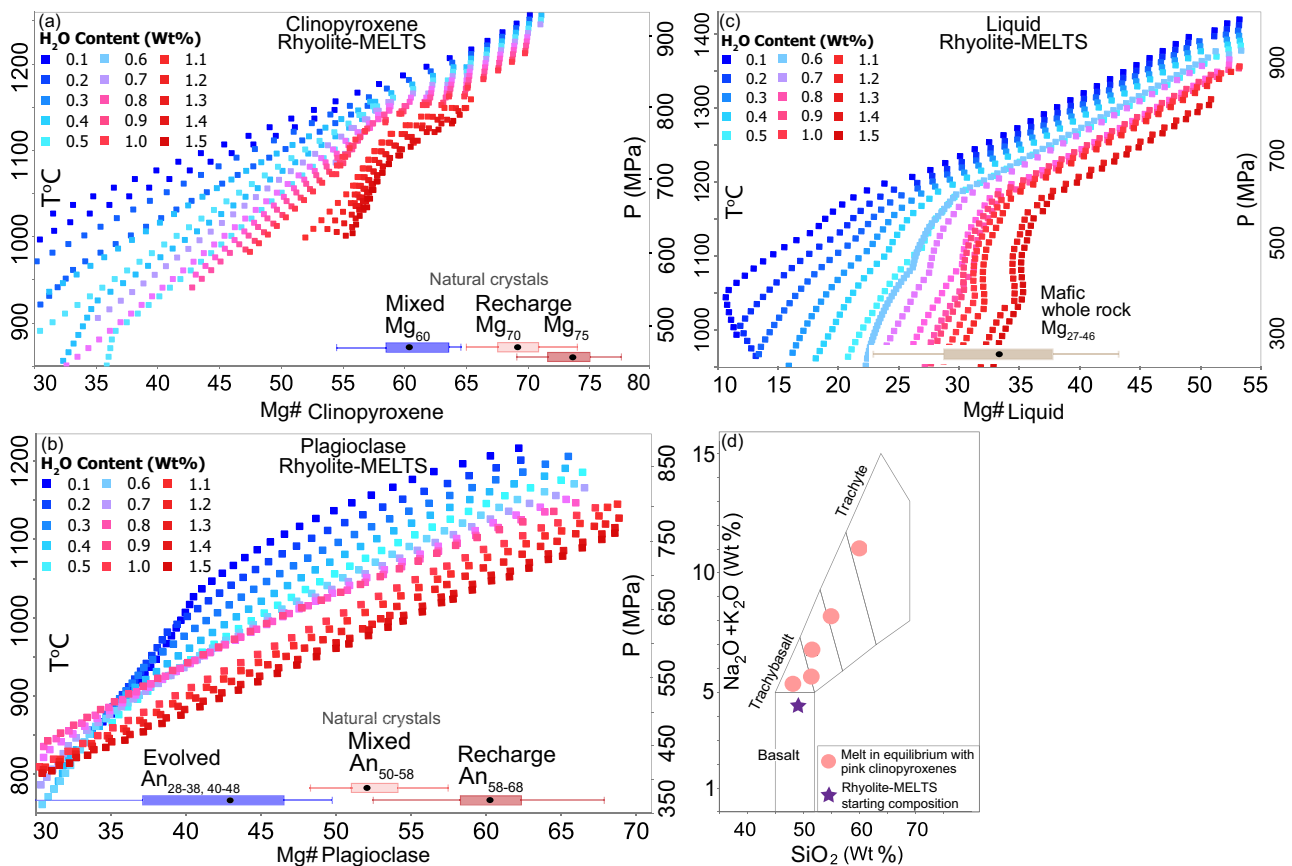 (a)
Clinopyroxene
Rhyolite-MELTS
H2O Content (Wt%)
0.1 0.6 1.1
0.2 0.7 1.2
0.3 0.8 1.3
0.4 0.9 1.4
0.5 1.0 1.5
1200
1100
1000
900
T°C
900
800
700
600
500
P (MPa)
Natural crystals
Mixed
Mg60
Recharge
Mg70 Mg75
30 35 40 45 50 55 60 65 70 75 80
Mg# Clinopyroxene
(c)
Liquid
Rhyolite-MELTS
H2O Content (Wt%)
0.1 0.6 1.1
0.2 0.7 1.2
0.3 0.8 1.3
0.4 0.9 1.4
0.5 1.0 1.5
1400
1300
1200
1100
1000
T°C
900
700
500
300
P (MPa)
Mafic
whole rock
Mg27-46
10 15 20 25 30 35 40 45 50 55
Mg# Liquid
(b)
Plagioclase
Rhyolite-MELTS
H2O Content (Wt%)
0.1 0.6 1.1
0.2 0.7 1.2
0.3 0.8 1.3
0.4 0.9 1.4
0.5 1.0 1.5
1200
1100
1000
900
800
T°C
850
750
650
550
450
350
P (MPa)
Natural crystals
Evolved
An28-38, 40-48
Mixed
An50-58
Recharge
An58-68
30 35 40 45 50 55 60 65 70
Mg# Plagioclase
(d)
15
10
5
1
Na2O+K2O (Wt %)
Trachyte
Trachybasalt
Basalt
Melt in equilibrium with
pink clinopyroxenes
Rhyolite-MELTS
starting composition
40 50 60 70
SiO2 (Wt %)